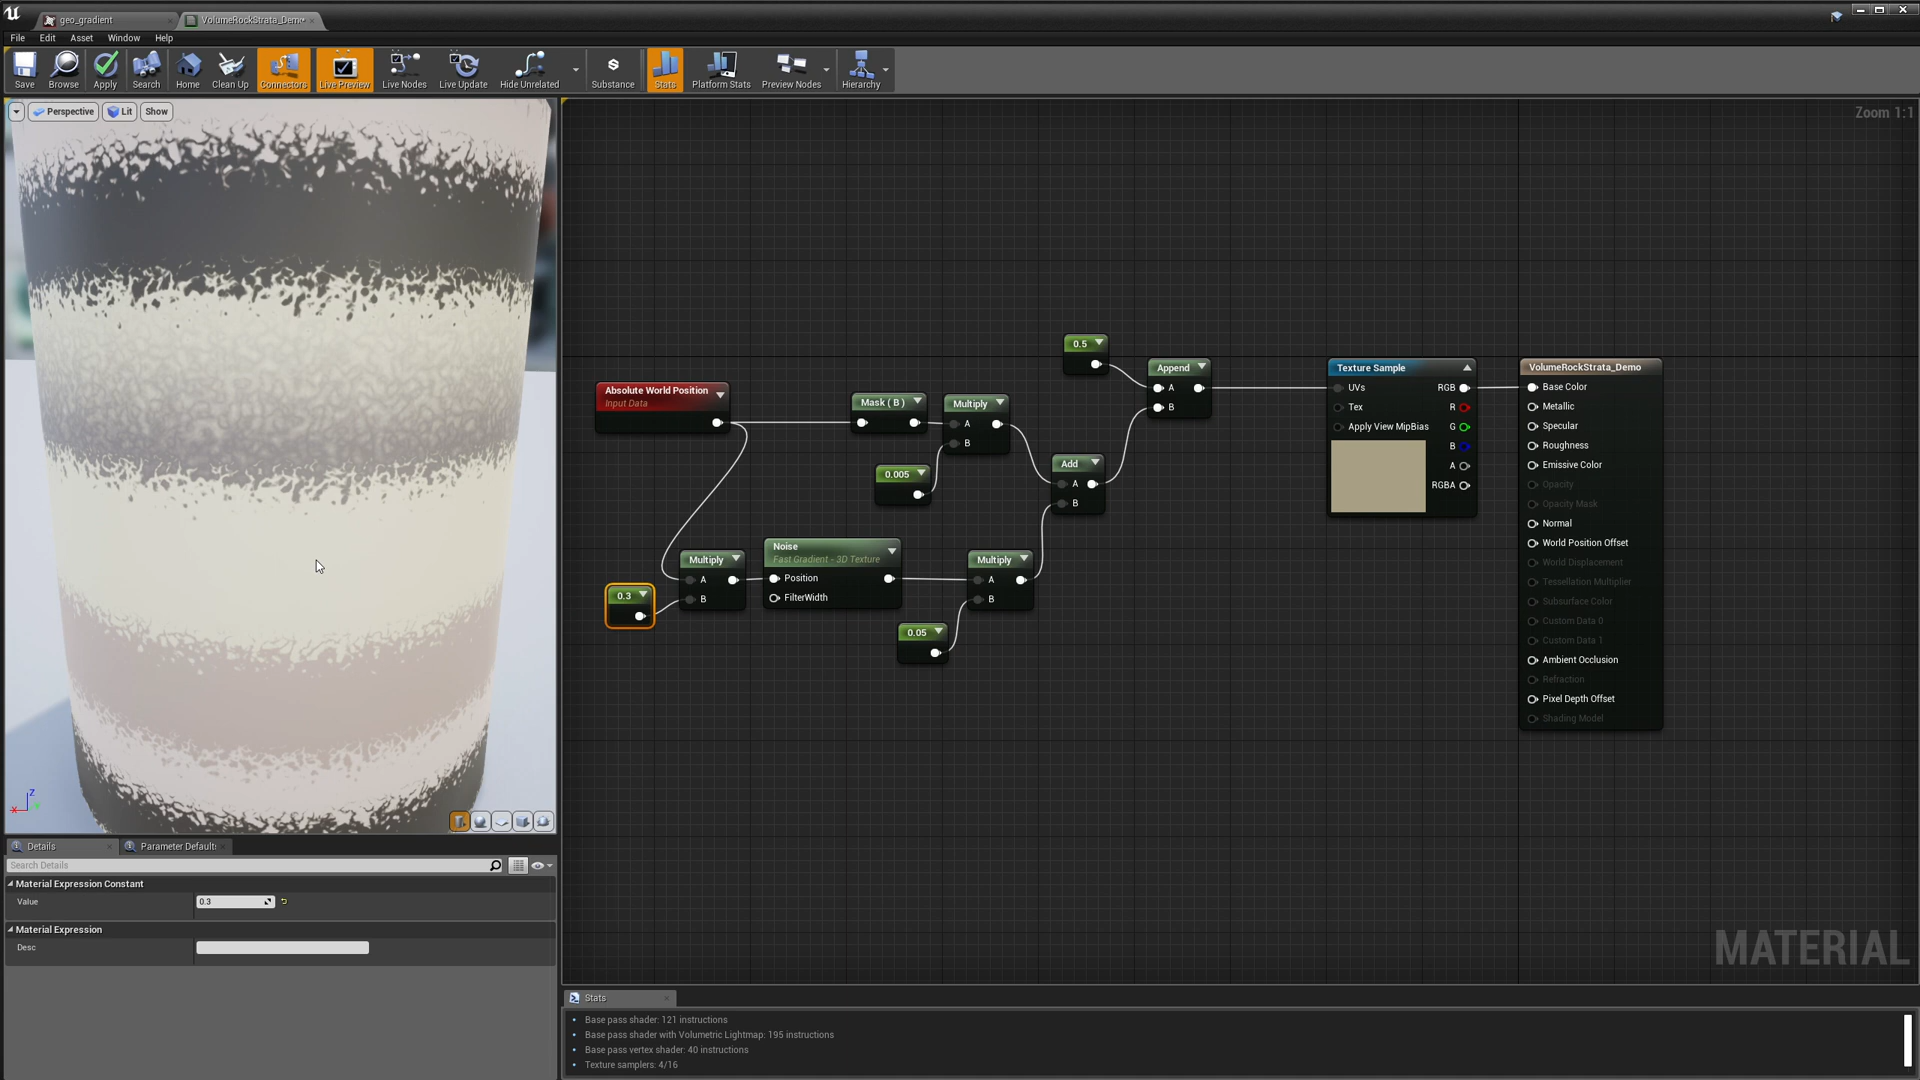 geo_gradient
VolumeRockStrata_Demo•
File Edit Asset Window Help
Save Browse Apply Search Home Clean Up Connectors Live Preview Live Nodes Live Update Hide Unrelated Substance Stats Platform Stats Preview Nodes Hierarchy
Perspective Lit Show
Zoom 1:1
0.5
Append
A
B
Texture Sample
UVs RGB
Tex R
Apply View MipBias G
B
A
RGBA
VolumeRockStrata_Demo
Base Color
Metallic
Specular
Roughness
Emissive Color
Opacity
Opacity Mask
Normal
World Position Offset
World Displacement
Tessellation Multiplier
Subsurface Color
Custom Data 0
Custom Data 1
Ambient Occlusion
Refraction
Pixel Depth Offset
Shading Model
Absolute World Position
Input Data
Mask ( B )
Multiply
A
B
0.005
Add
A
B
Multiply
A
B
0.3
Noise
Fast Gradient - 3D Texture
Position
FilterWidth
Multiply
A
B
0.05
Z
X
MATERIAL
Details
Parameter Default
Search Details
Material Expression Constant
Value 0.3
Material Expression
Desc
Stats
Base pass shader: 121 instructions
Base pass shader with Volumetric Lightmap: 195 instructions
Base pass vertex shader: 40 instructions
Texture samplers: 4/16